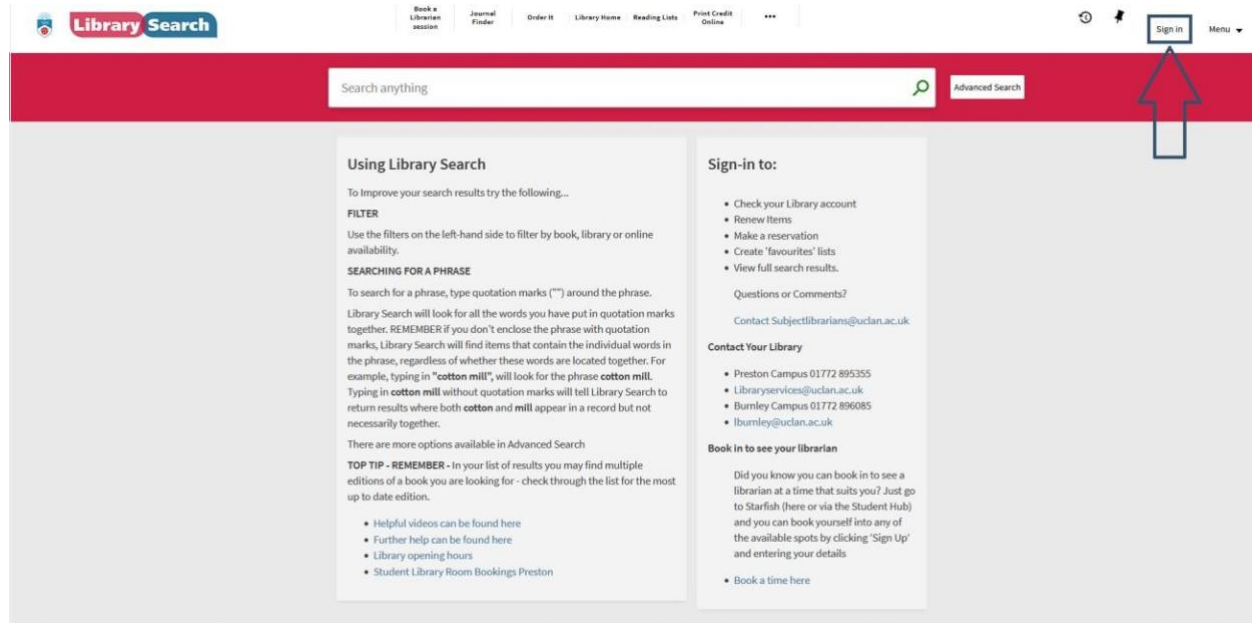 Library Search
Book a
Librarian
session
Journal
Finder
Order It
Library Home
Reading Lists
Print Credit
Online
Sign in
Menu
Search anything
Advanced Search
Using Library Search
To Improve your search results try the following...
FILTER
Use the filters on the left-hand side to filter by book, library or online
availability.
SEARCHING FOR A PHRASE
To search for a phrase, type quotation marks ("") around the phrase.
Library Search will look for all the words you have put in quotation marks
together. REMEMBER if you don't enclose the phrase with quotation
marks, Library Search will find items that contain the individual words in
the phrase, regardless of whether these words are located together. For
example, typing in "cotton mill", will look for the phrase cotton mill.
Typing in cotton mill without quotation marks will tell Library Search to
return results where both cotton and mill appear in a record but not
necessarily together.
There are more options available in Advanced Search
TOP TIP - REMEMBER - In your list of results you may find multiple
editions of a book you are looking for - check through the list for the most
up to date edition.
• Helpful videos can be found here
• Further help can be found here
• Library opening hours
• Student Library Room Bookings Preston
Sign-in to:
• Check your Library account
• Renew Items
• Make a reservation
• Create 'favourites' lists
• View full search results.
Questions or Comments?
Contact Subjectlibrarians@uclan.ac.uk
Contact Your Library
• Preston Campus 01772 895355
• Libraryservices@uclan.ac.uk
• Burnley Campus 01772 896085
• lburnley@uclan.ac.uk
Book in to see your librarian
Did you know you can book in to see a
librarian at a time that suits you? Just go
to Starfish (here or via the Student Hub)
and you can book yourself into any of
the available spots by clicking 'Sign Up'
and entering your details
• Book a time here